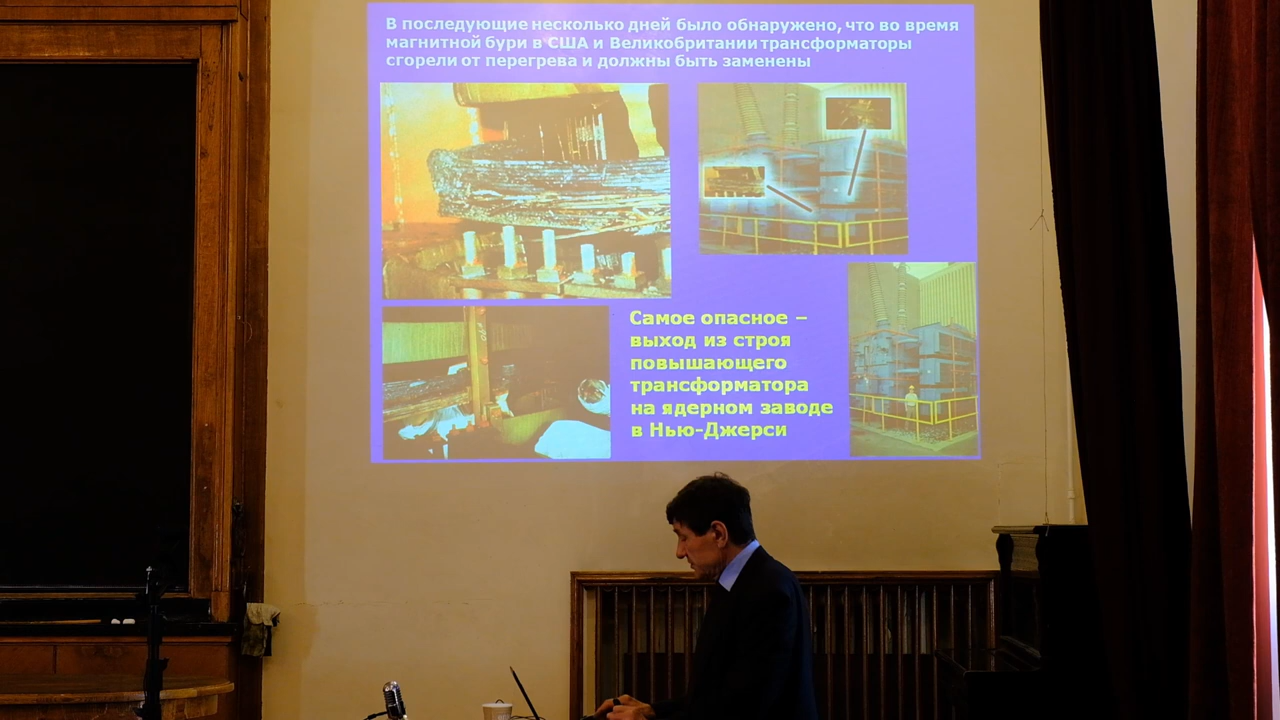 В последующие несколько дней было обнаружено, что во время
магнитной бури в США и Великобритании трансформаторы
сгорели от перегрева и должны быть заменены
Самое опасное –
выход из строя
повышающего
трансформатора
на ядерном заводе
в Нью-Джерси